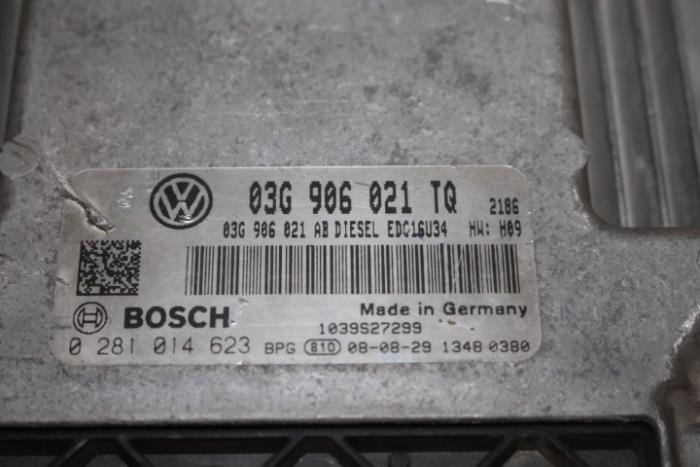 03G 906 021 TQ 2186
03G 906 021 AB DIESEL EDC16U34 HW: H09
BOSCH Made in Germany
1039S27299
0 281 014 623 BPG 810 08-08-29 1348 0380